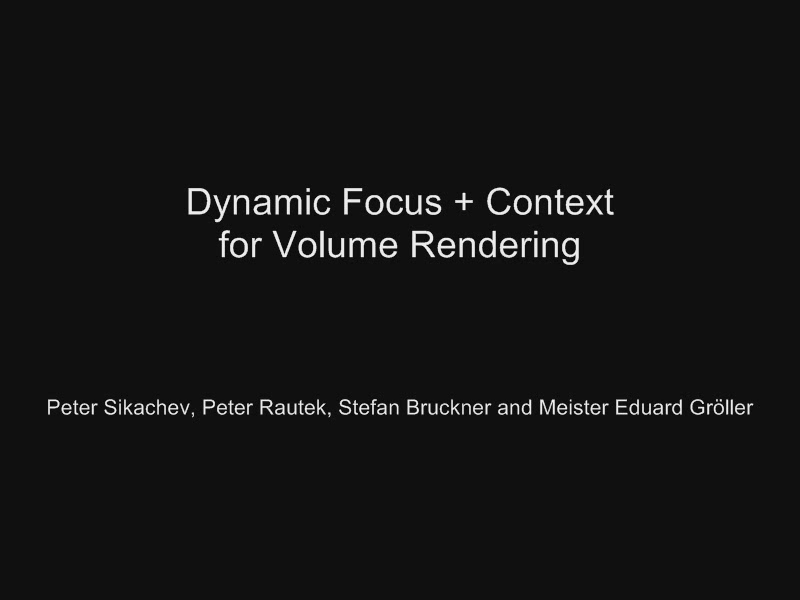 Dynamic Focus + Context
for Volume Rendering
Peter Sikachev, Peter Rautek, Stefan Bruckner and Meister Eduard Gröller